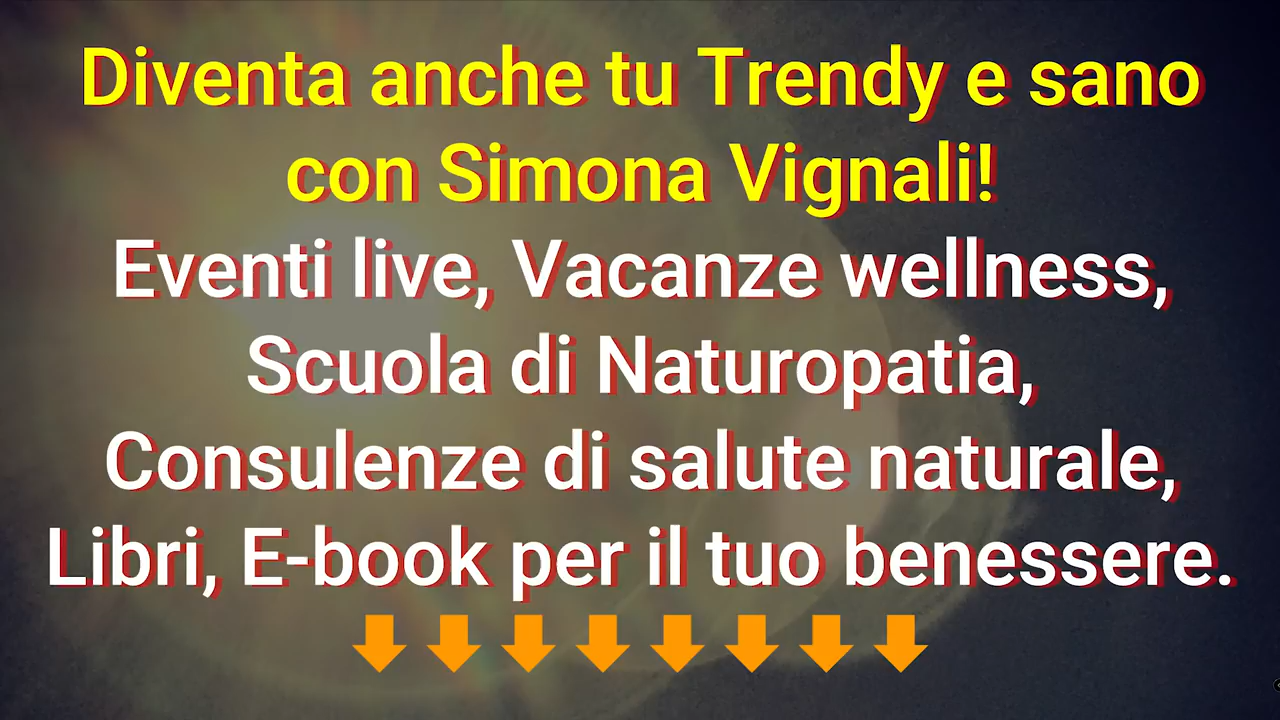 Diventa anche tu Trendy e sano
con Simona Vignali!
Eventi live, Vacanze wellness,
Scuola di Naturopatia,
Consulenze di salute naturale,
Libri, E-book per il tuo benessere.